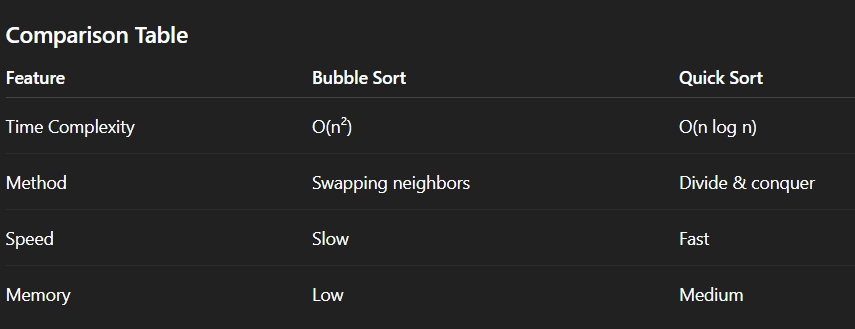 Comparison Table
Feature Bubble Sort Quick Sort
Time Complexity O(n²) O(n log n)
Method Swapping neighbors Divide & conquer
Speed Slow Fast
Memory Low Medium